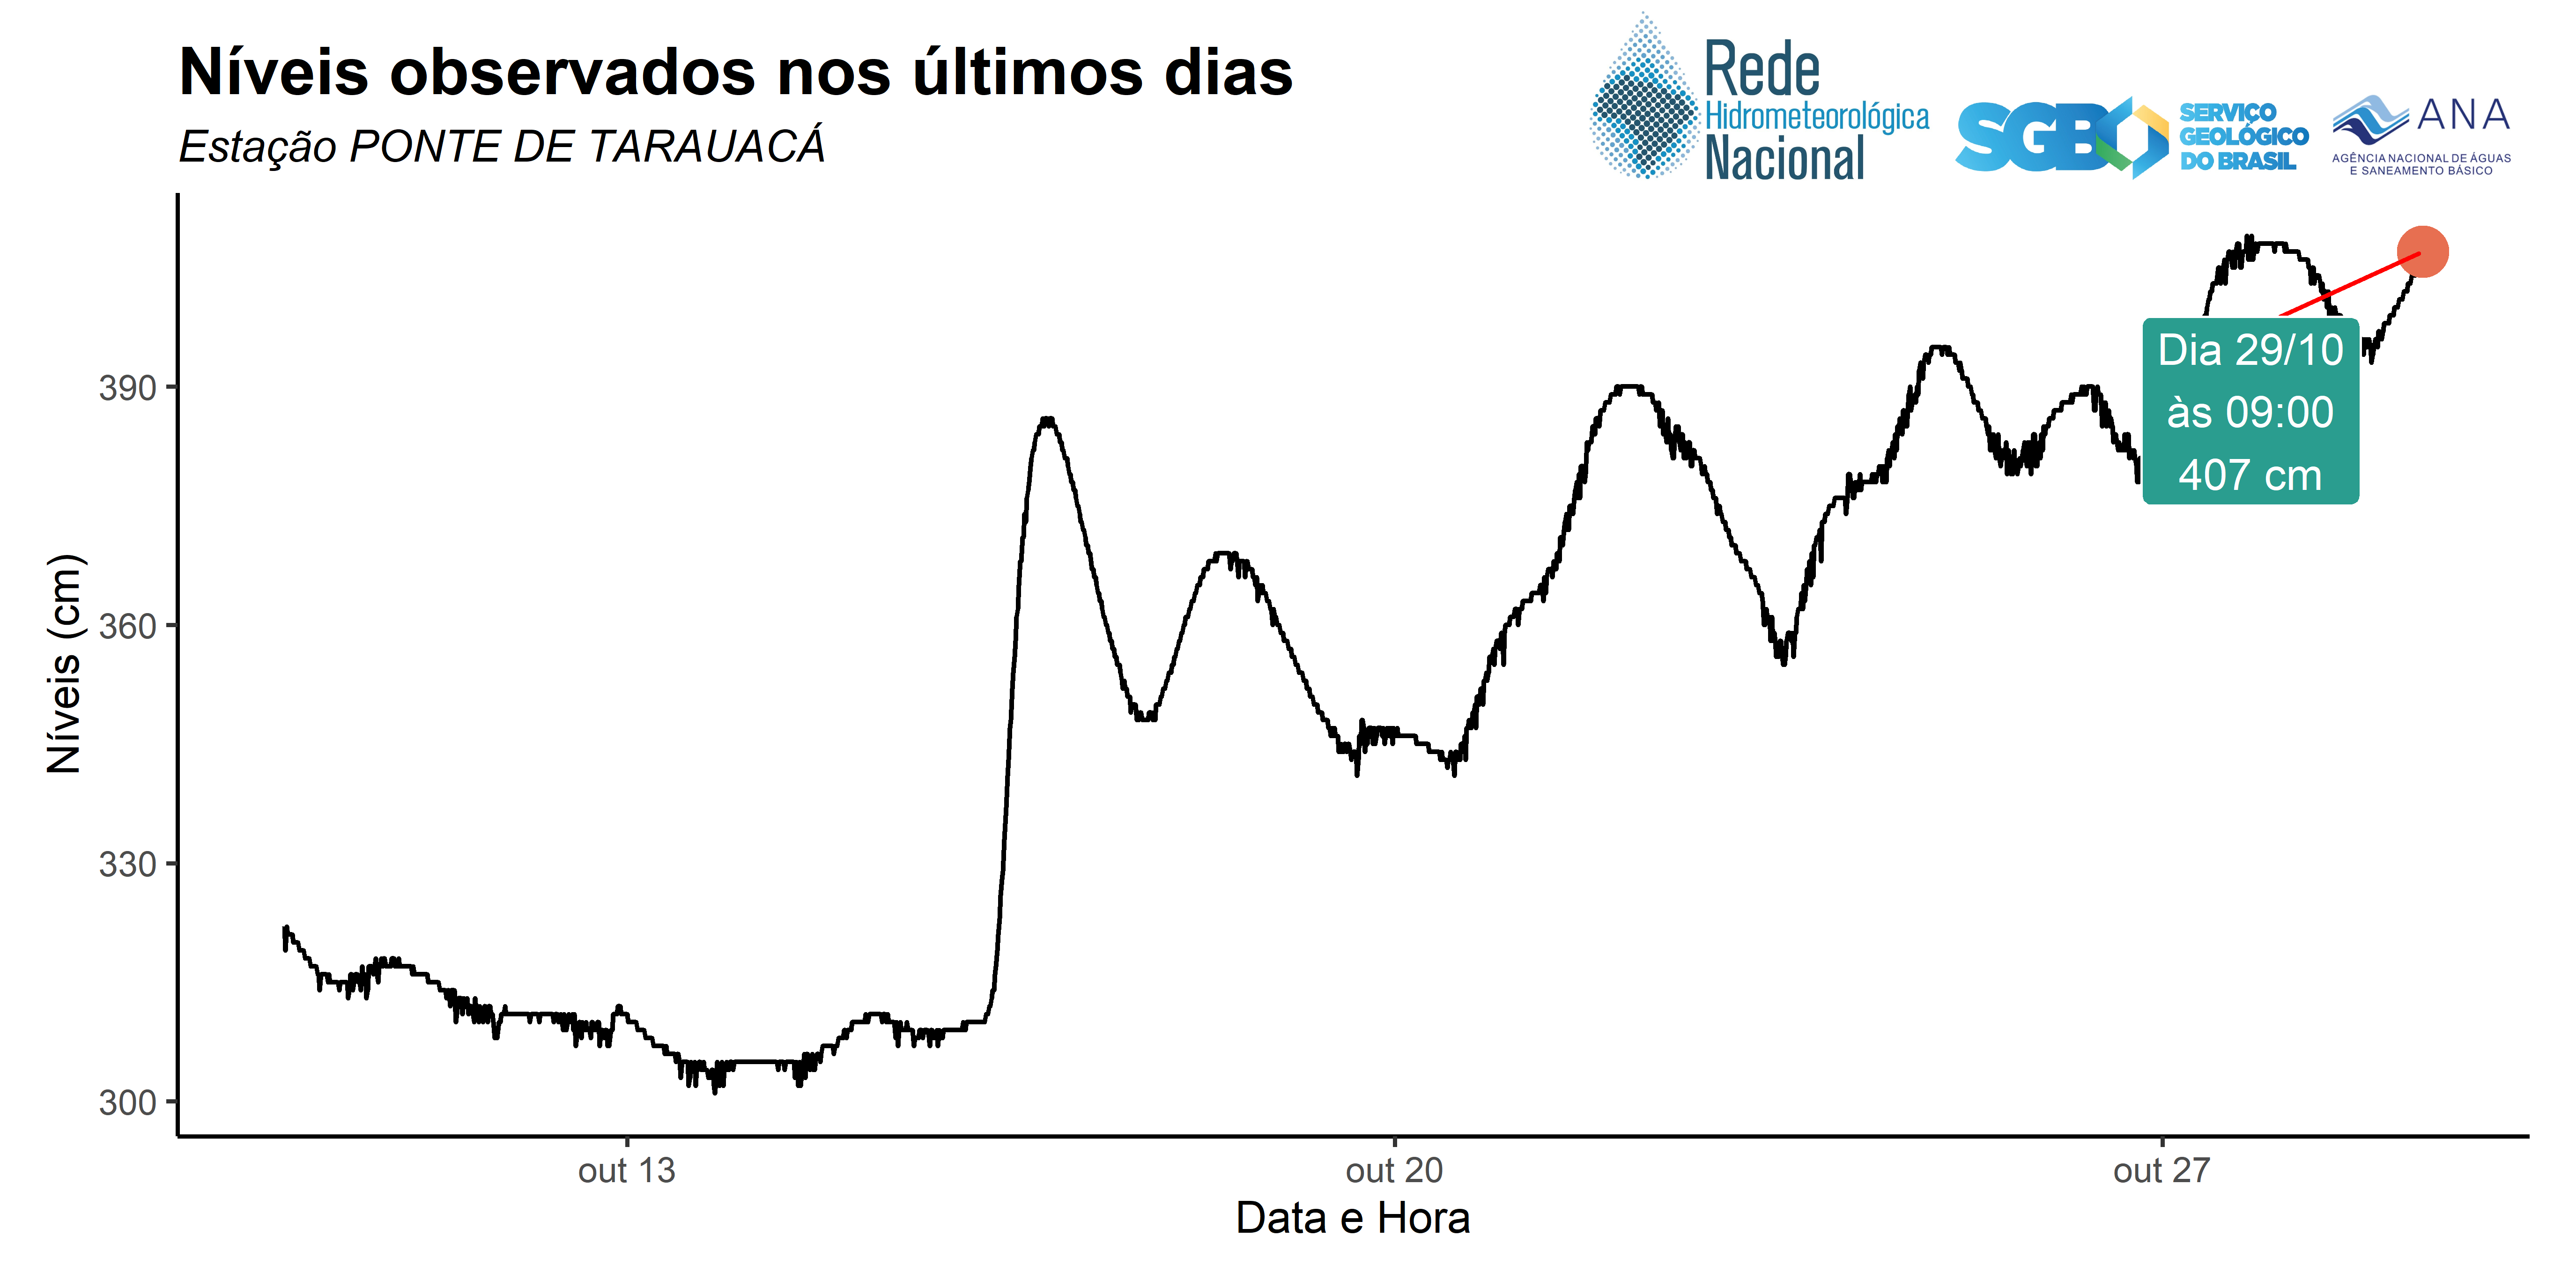 Níveis observados nos últimos dias
Estação PONTE DE TARAUACÁ
Rede
Hidrometeorológica
Nacional
SGB
SERVIÇO
GEOLÓGICO
DO BRASIL
ANA
AGÊNCIA NACIONAL DE ÁGUAS
E SANEAMENTO BÁSICO
Níveis (cm)
390
360
330
300
Dia 29/10
às 09:00
407 cm
out 13
out 20
out 27
Data e Hora